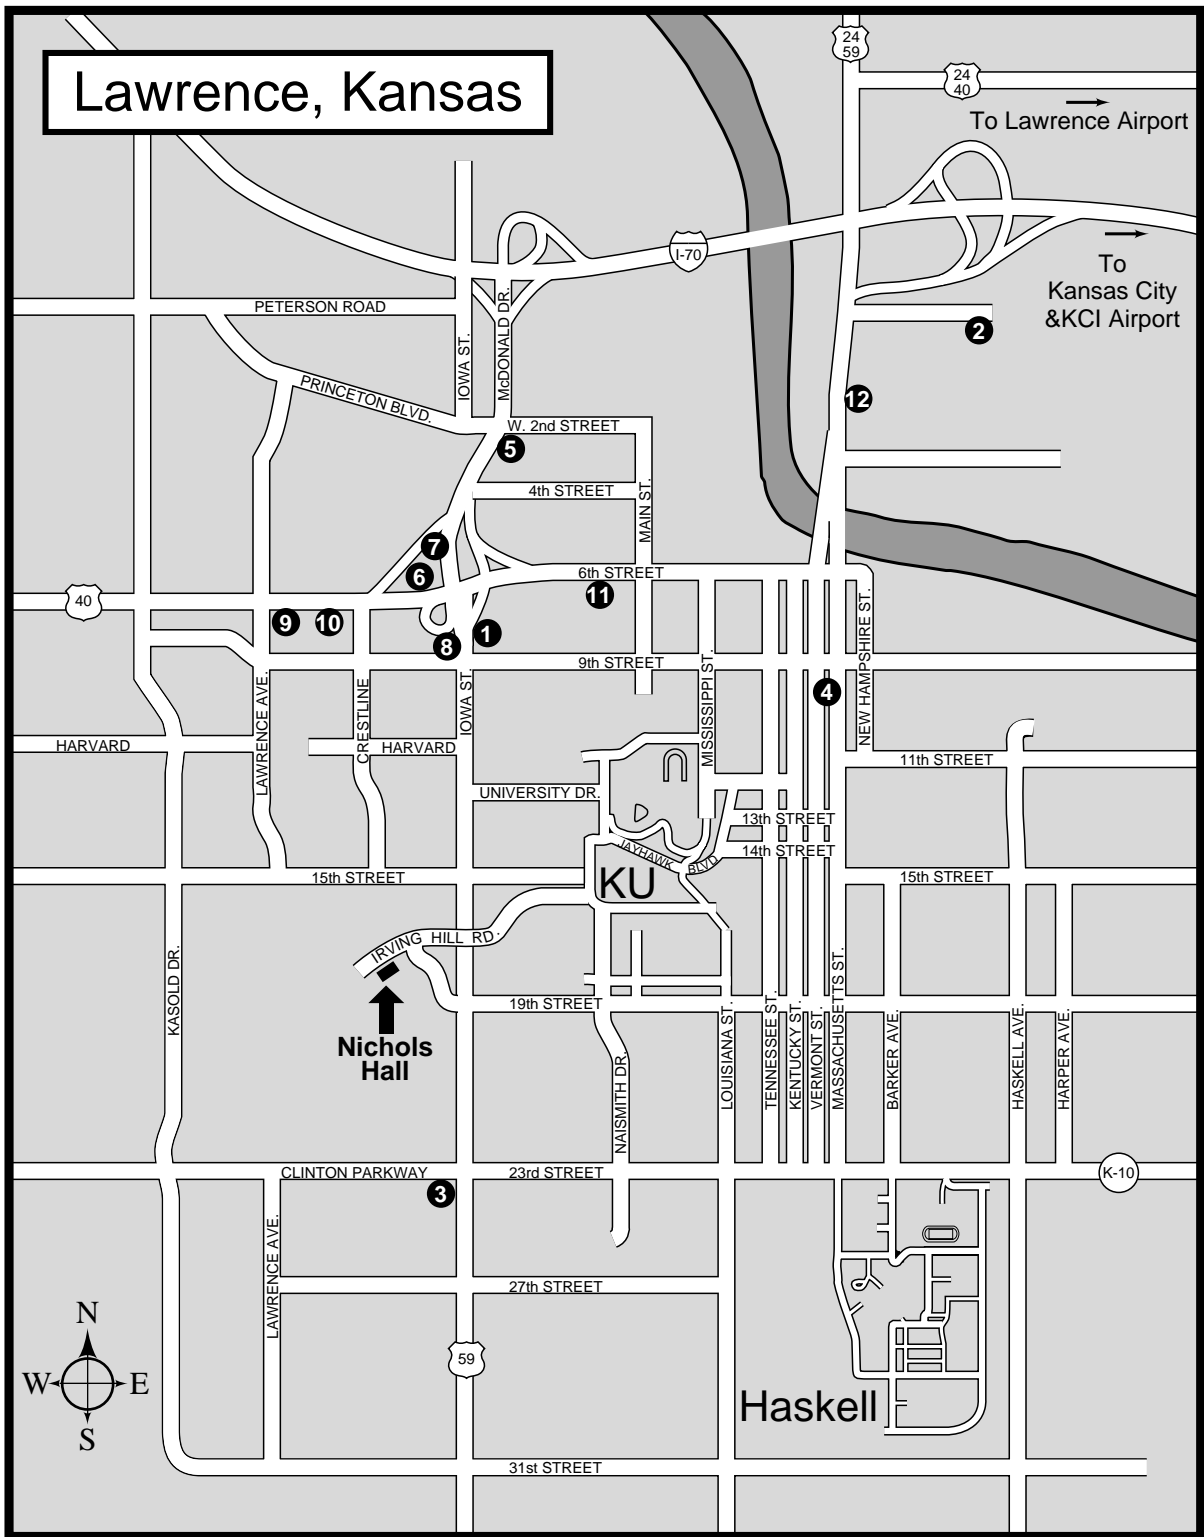 Lawrence, Kansas
24
59
24
40
To Lawrence Airport
I-70
To
Kansas City
&KCI Airport
PETERSON ROAD
IOWA ST.
McDONALD DR.
2
PRINCETON BLVD.
12
W. 2nd STREET
5
4th STREET
MAIN ST.
7
6
6th STREET
40
11
9
10
1
8
NEW HAMPSHIRE ST.
9th STREET
MISSISSIPPI ST.
4
LAWRENCE AVE.
CRESTLINE
IOWA ST.
HARVARD
HARVARD
11th STREET
UNIVERSITY DR.
13th STREET
JAYHAWK BLVD.
14th STREET
KU
15th STREET
15th STREET
IRVING HILL RD.
KASOLD DR.
19th STREET
Nichols
Hall
NAISMITH DR.
LOUISIANA ST.
TENNESSEE ST.
KENTUCKY ST.
VERMONT ST.
MASSACHUSETTS ST.
BARKER AVE.
HASKELL AVE.
HARPER AVE.
CLINTON PARKWAY
23rd STREET
K-10
3
LAWRENCE AVE.
27th STREET
59
N
W
E
S
Haskell
31st STREET